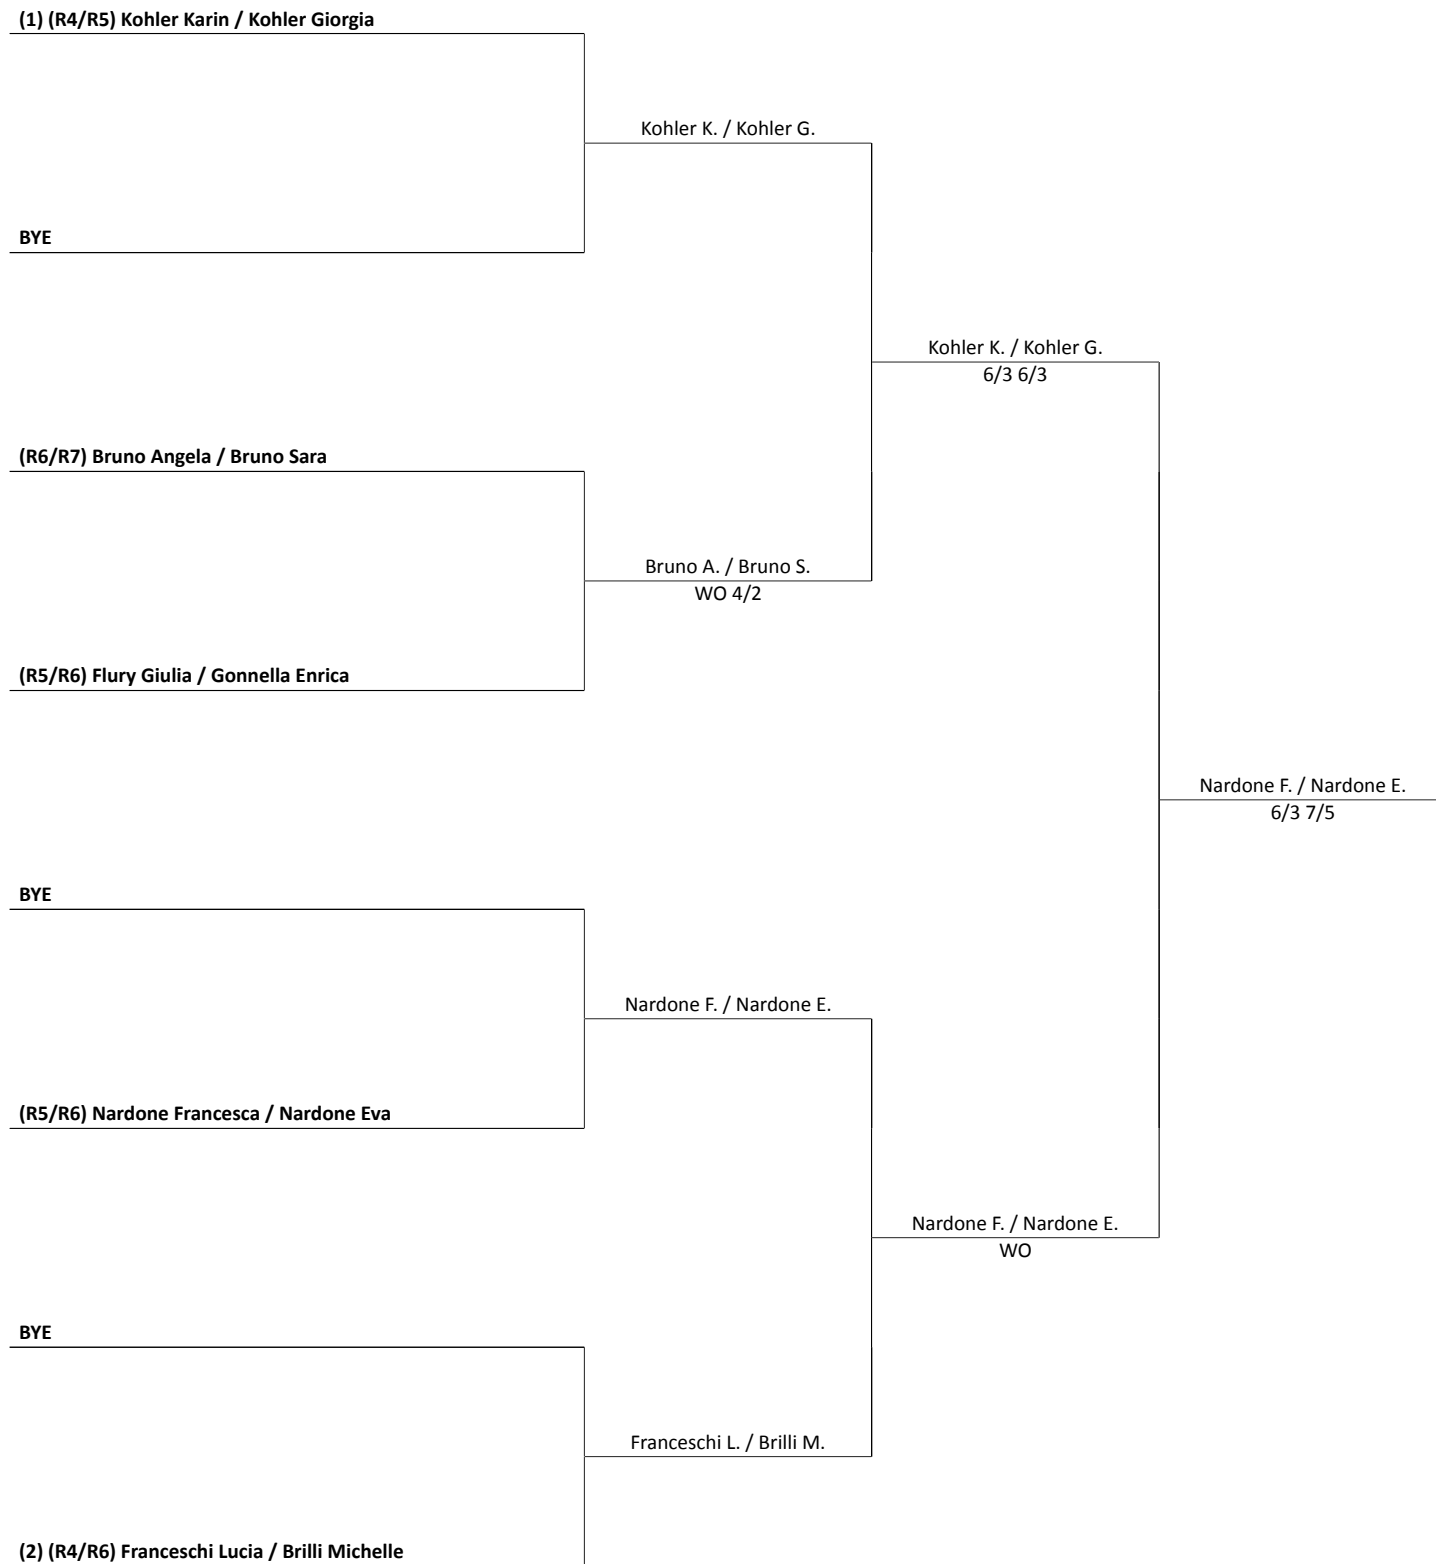 (1) (R4/R5) Kohler Karin / Kohler Giorgia
Kohler K. / Kohler G.
BYE
Kohler K. / Kohler G.
6/3 6/3
(R6/R7) Bruno Angela / Bruno Sara
Bruno A. / Bruno S.
WO 4/2
(R5/R6) Flury Giulia / Gonnella Enrica
Nardone F. / Nardone E.
6/3 7/5
BYE
Nardone F. / Nardone E.
(R5/R6) Nardone Francesca / Nardone Eva
Nardone F. / Nardone E.
WO
BYE
Franceschi L. / Brilli M.
(2) (R4/R6) Franceschi Lucia / Brilli Michelle